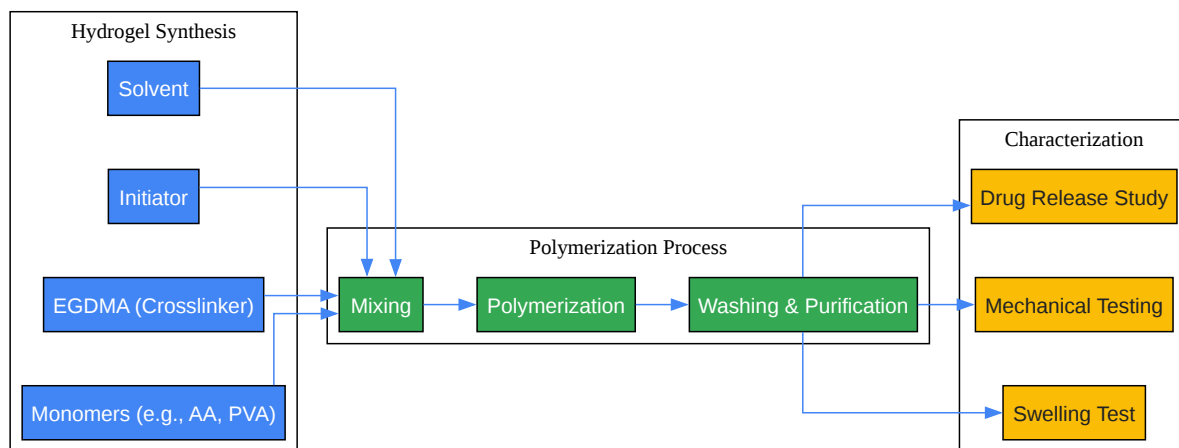 Hydrogel Synthesis
Solvent
Initiator
EGDMA (Crosslinker)
Monomers (e.g., AA, PVA)
Polymerization Process
Mixing
Polymerization
Washing & Purification
Characterization
Drug Release Study
Mechanical Testing
Swelling Test